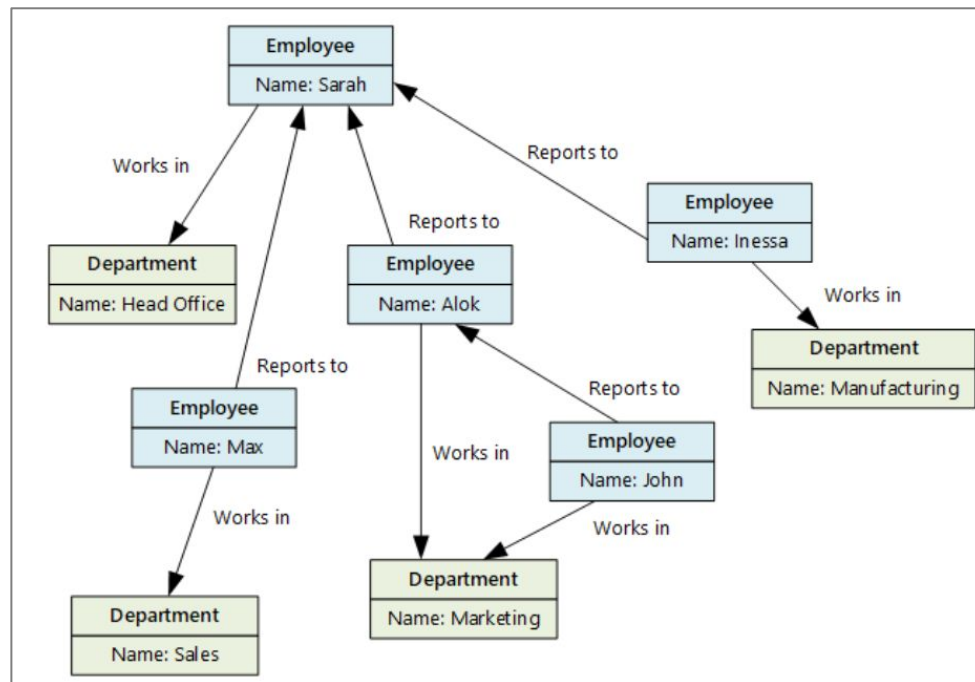 Employee
Name: Sarah
Works in
Reports to
Employee
Name: Inessa
Reports to
Department
Name: Head Office
Employee
Name: Alok
Works in
Department
Name: Manufacturing
Reports to
Employee
Name: Max
Reports to
Employee
Name: John
Works in
Works in
Works in
Department
Name: Marketing
Department
Name: Sales